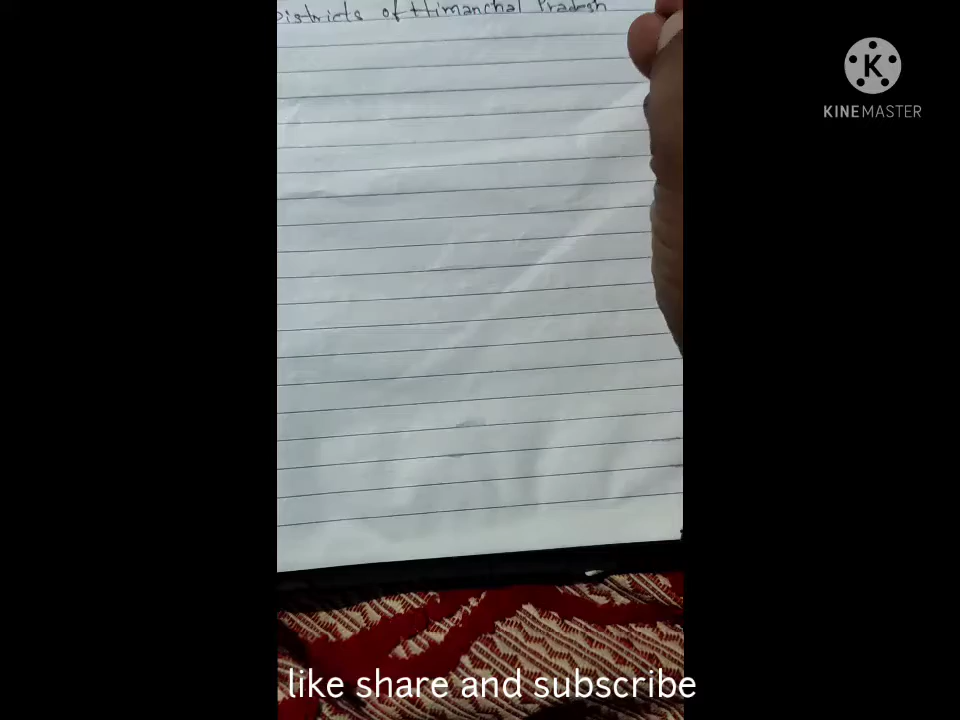 Districts of Himanchal Pradesh
K
KINEMASTER
like share and subscribe